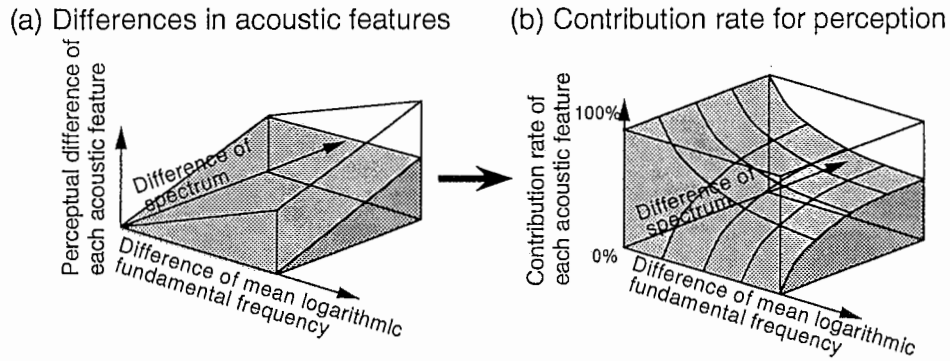 (a) Differences in acoustic features
Perceptual difference of
each acoustic feature
Difference of
spectrum
Difference of mean logarithmic
fundamental frequency
(b) Contribution rate for perception
Contribution rate of
each acoustic feature
100%
0%
Difference of
spectrum
Difference of mean logarithmic
fundamental frequency